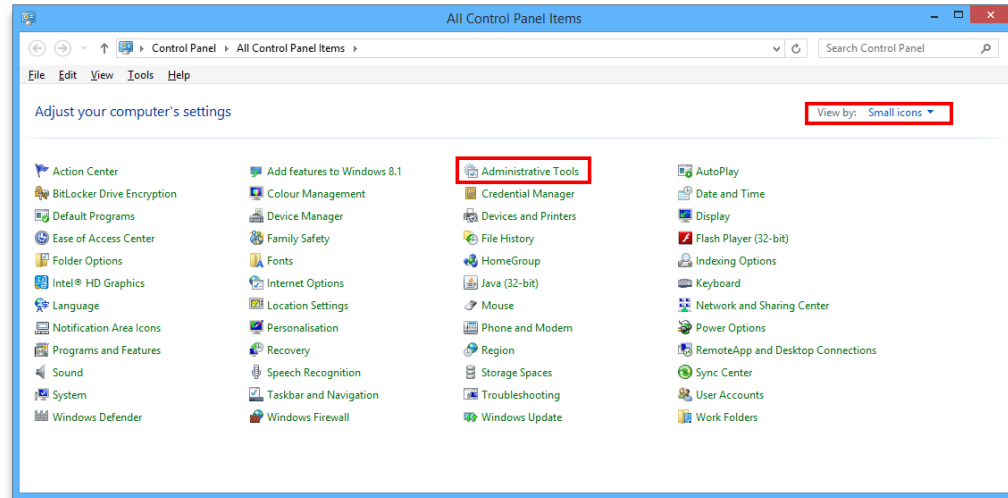 All Control Panel Items
Control Panel All Control Panel Items Search Control Panel
File Edit View Tools Help
Adjust your computer's settings View by: Small icons
Action Center Add features to Windows 8.1 Administrative Tools AutoPlay
BitLocker Drive Encryption Colour Management Credential Manager Date and Time
Default Programs Device Manager Devices and Printers Display
Ease of Access Center Family Safety File History Flash Player (32-bit)
Folder Options Fonts HomeGroup Indexing Options
Intel® HD Graphics Internet Options Java (32-bit) Keyboard
Language Location Settings Mouse Network and Sharing Center
Notification Area Icons Personalisation Phone and Modem Power Options
Programs and Features Recovery Region RemoteApp and Desktop Connections
Sound Speech Recognition Storage Spaces Sync Center
System Taskbar and Navigation Troubleshooting User Accounts
Windows Defender Windows Firewall Windows Update Work Folders